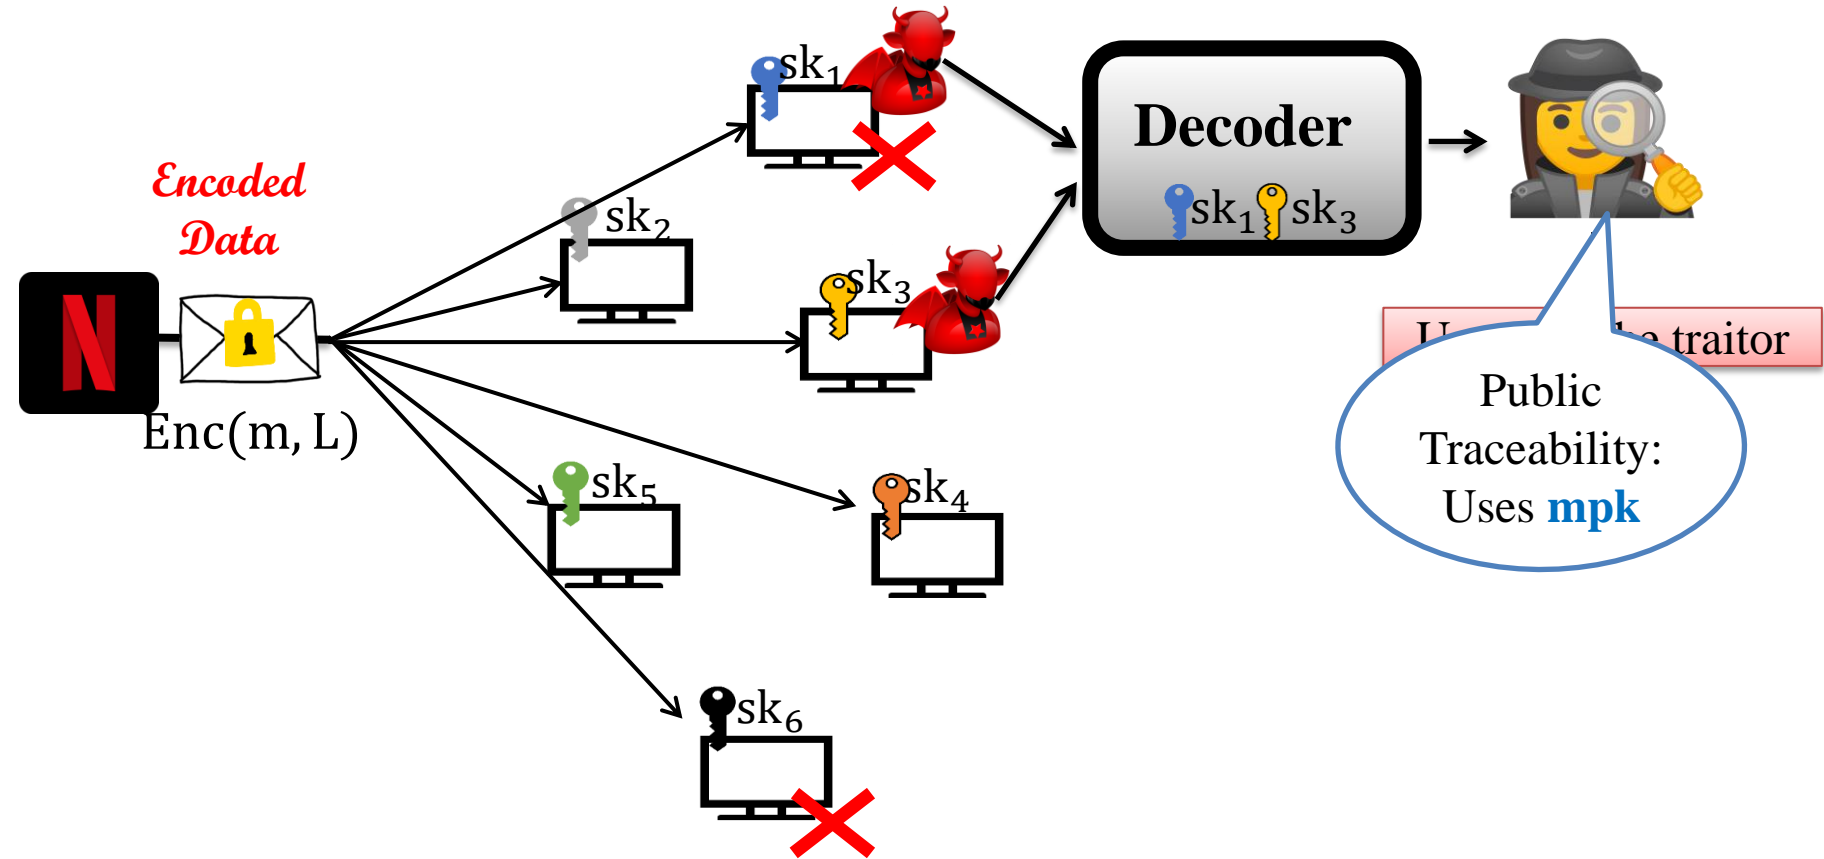 sk₁
Encoded
Data
Decoder
sk₂
sk₁ sk₃
sk₃
traitor
Enc(m, L)
Public
Traceability:
Uses mpk
sk₅
sk₄
sk₆